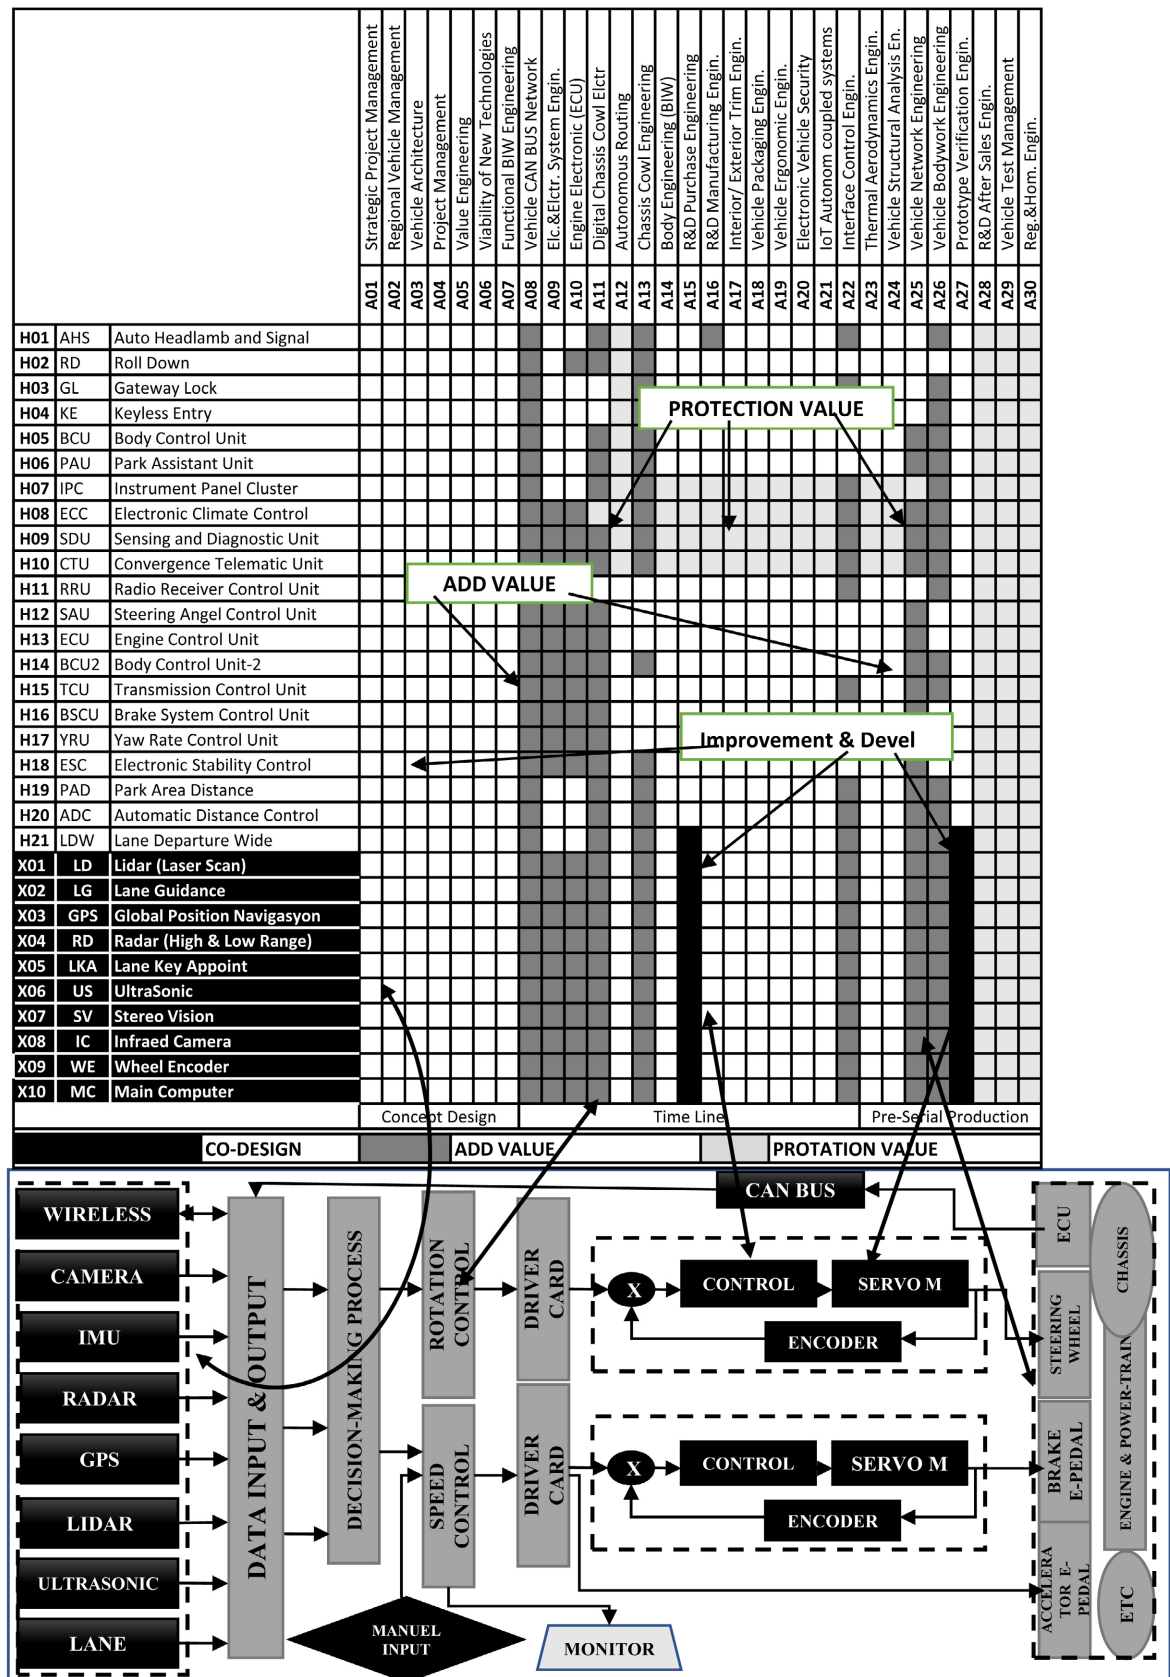 Strategic Project Management
Regional Vehicle Management
Vehicle Architecture
Project Management
Value Engineering
Viability of New Technologies
Functional BIW Engineering
Vehicle CAN BUS Network
Elc.&Elctr. System Engin.
Engine Electronic (ECU)
Digital Chassis Cowl Elctr
Autonomous Routing
Chassis Cowl Engineering
Body Engineering (BIW)
R&D Purchase Engineering
R&D Manufacturing Engin.
Interior/ Exterior Trim Engin.
Vehicle Packaging Engin.
Vehicle Ergonomic Engin.
Electronic Vehicle Security
IoT Autonom coupled systems
Interface Control Engin.
Thermal Aerodynamics Engin.
Vehicle Structural Analysis En.
Vehicle Network Engineering
Vehicle Bodywork Engineering
Prototype Verification Engin.
R&D After Sales Engin.
Vehicle Test Management
Reg.&Hom. Engin.
A01 A02 A03 A04 A05 A06 A07 A08 A09 A10 A11 A12 A13 A14 A15 A16 A17 A18 A19 A20 A21 A22 A23 A24 A25 A26 A27 A28 A29 A30
H01 AHS Auto Headlamb and Signal
H02 RD Roll Down
H03 GL Gateway Lock
H04 KE Keyless Entry
PROTECTION VALUE
H05 BCU Body Control Unit
H06 PAU Park Assistant Unit
H07 IPC Instrument Panel Cluster
H08 ECC Electronic Climate Control
H09 SDU Sensing and Diagnostic Unit
H10 CTU Convergence Telematic Unit
ADD VALUE
H11 RRU Radio Receiver Control Unit
H12 SAU Steering Angel Control Unit
H13 ECU Engine Control Unit
H14 BCU2 Body Control Unit-2
H15 TCU Transmission Control Unit
H16 BSCU Brake System Control Unit
H17 YRU Yaw Rate Control Unit
Improvement & Devel
H18 ESC Electronic Stability Control
H19 PAD Park Area Distance
H20 ADC Automatic Distance Control
H21 LDW Lane Departure Wide
X01 LD Lidar (Laser Scan)
X02 LG Lane Guidance
X03 GPS Global Position Navigasyon
X04 RD Radar (High & Low Range)
X05 LKA Lane Key Appoint
X06 US UltraSonic
X07 SV Stereo Vision
X08 IC Infraed Camera
X09 WE Wheel Encoder
X10 MC Main Computer
Concept Design Time Line Pre-Serial Production
CO-DESIGN ADD VALUE PROTATION VALUE
WIRELESS
CAMERA
IMU
RADAR
GPS
LIDAR
ULTRASONIC
LANE
DATA INPUT & OUTPUT
DECISION-MAKING PROCESS
ROTATION
CONTROL
SPEED
CONTROL
DRIVER
CARD
DRIVER
CARD
CAN BUS
X CONTROL SERVO M
ENCODER
X CONTROL SERVO M
ENCODER
MANUEL
INPUT
MONITOR
ECU
STEERING
WHEEL
BRAKE
E-PEDAL
ACCELERA
TOR E-
PEDAL
CHASSIS
ENGINE & POWER-TRAIN
ETC